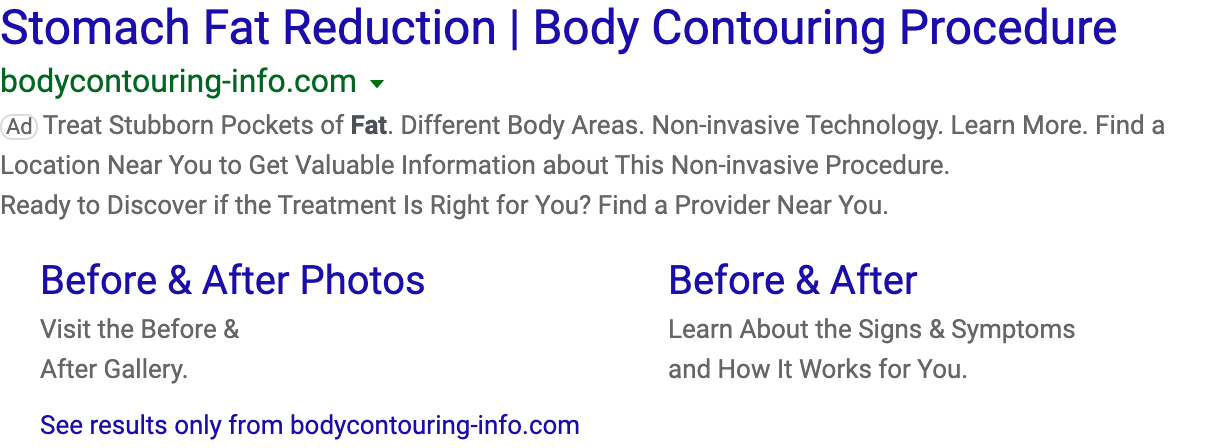 Stomach Fat Reduction | Body Contouring Procedure
bodycontouring-info.com
Ad Treat Stubborn Pockets of Fat. Different Body Areas. Non-invasive Technology. Learn More. Find a
Location Near You to Get Valuable Information about This Non-invasive Procedure.
Ready to Discover if the Treatment Is Right for You? Find a Provider Near You.
Before & After Photos
Visit the Before &
After Gallery.
Before & After
Learn About the Signs & Symptoms
and How It Works for You.
See results only from bodycontouring-info.com